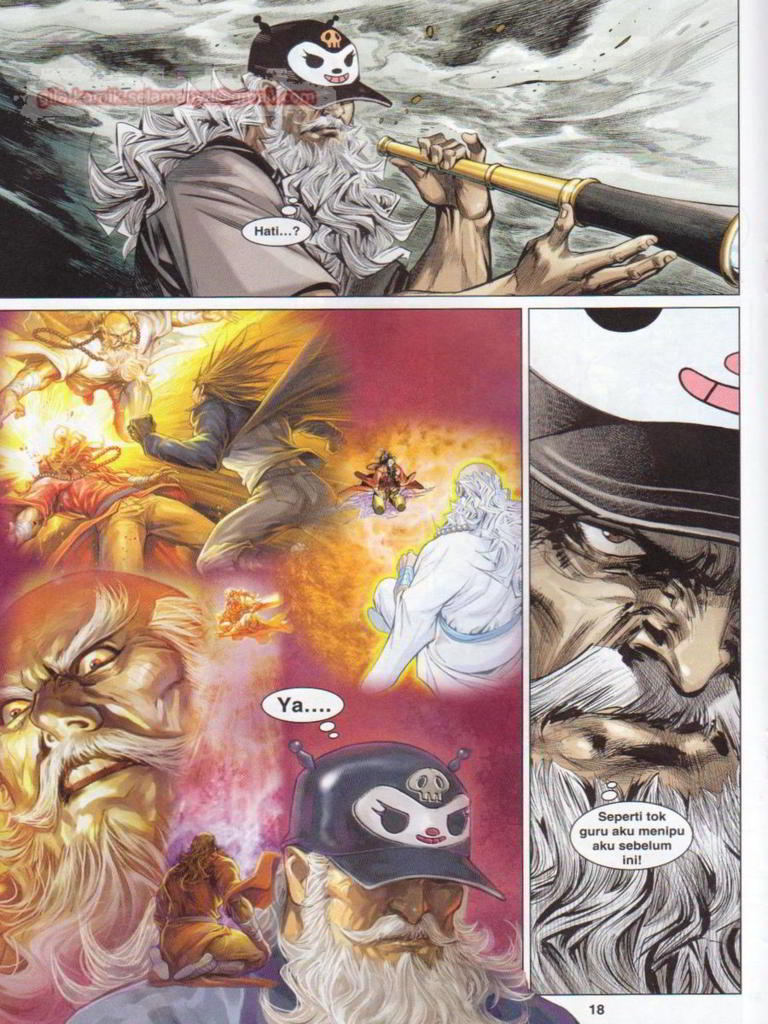 Hati...?
Ya....
Seperti tok
guru aku menipu
aku sebelum
ini!
18